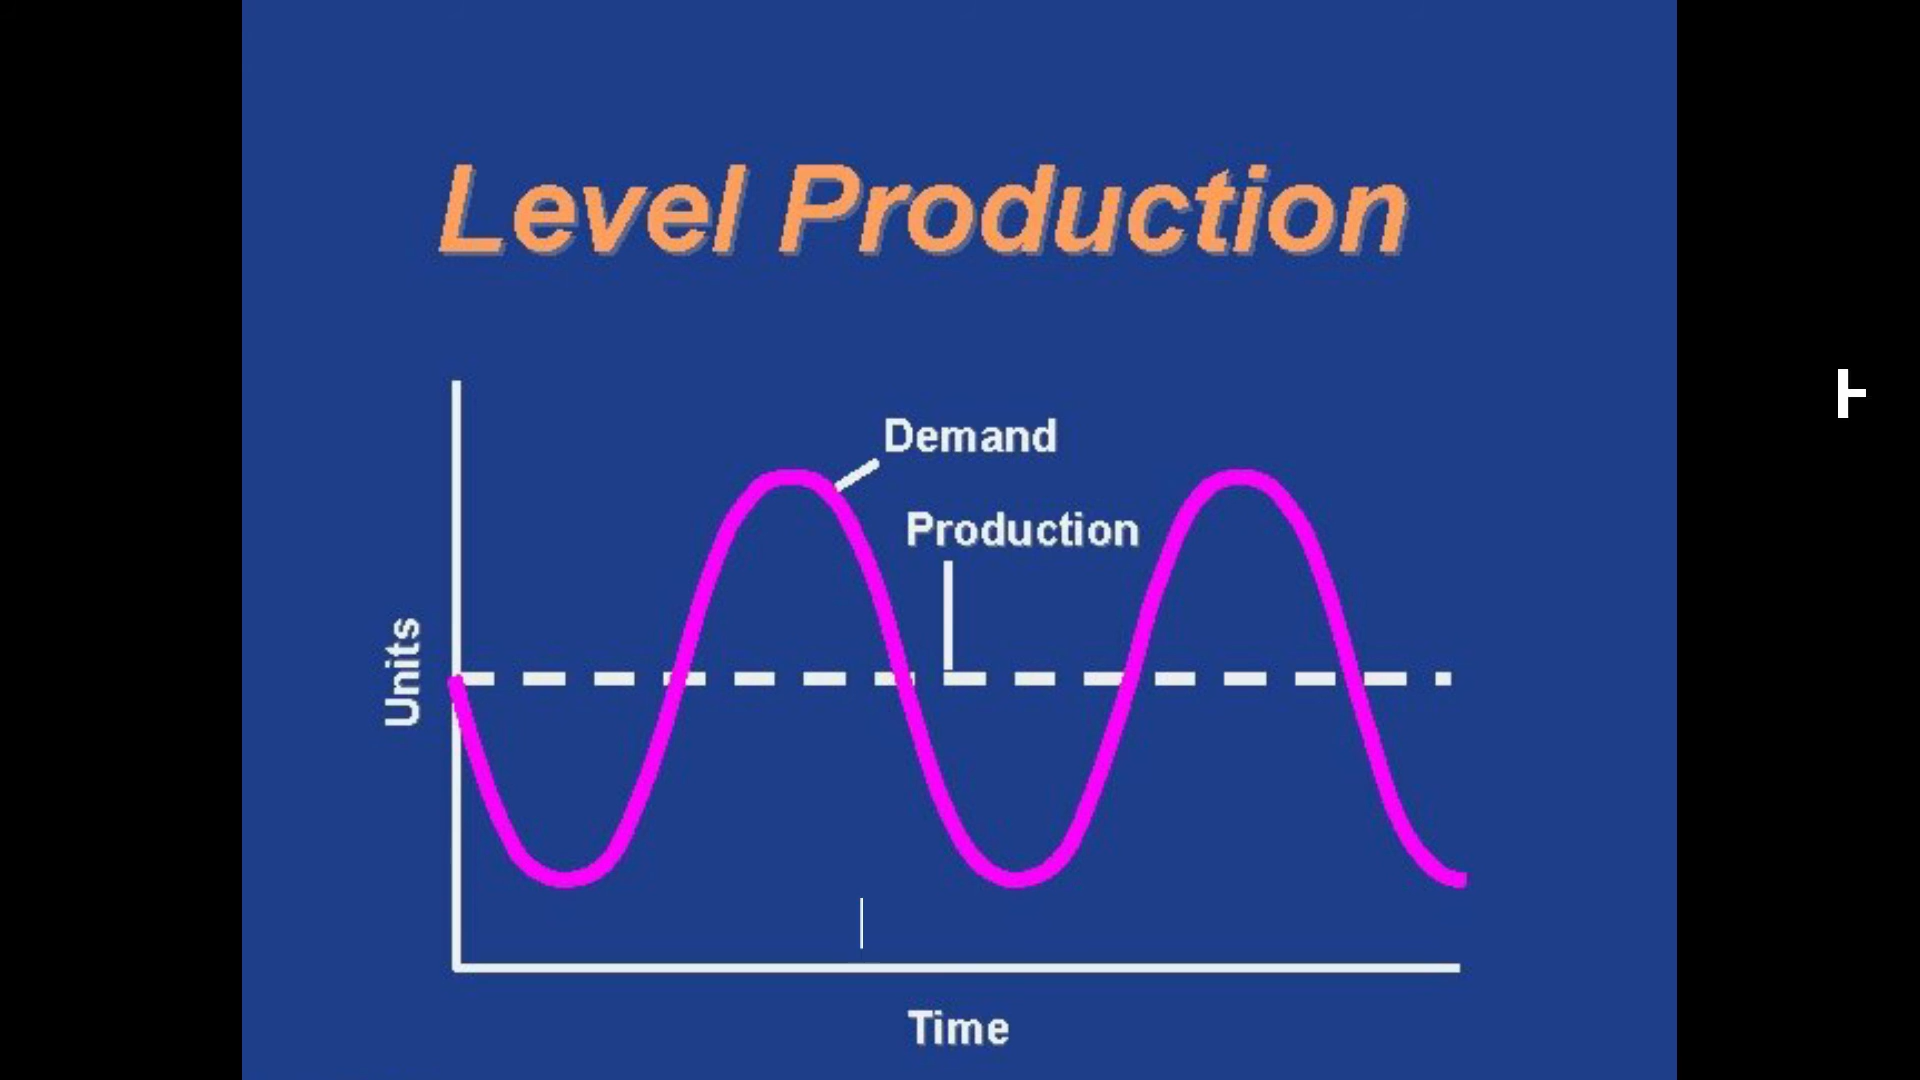 Level Production
Demand
Production
Units
Time